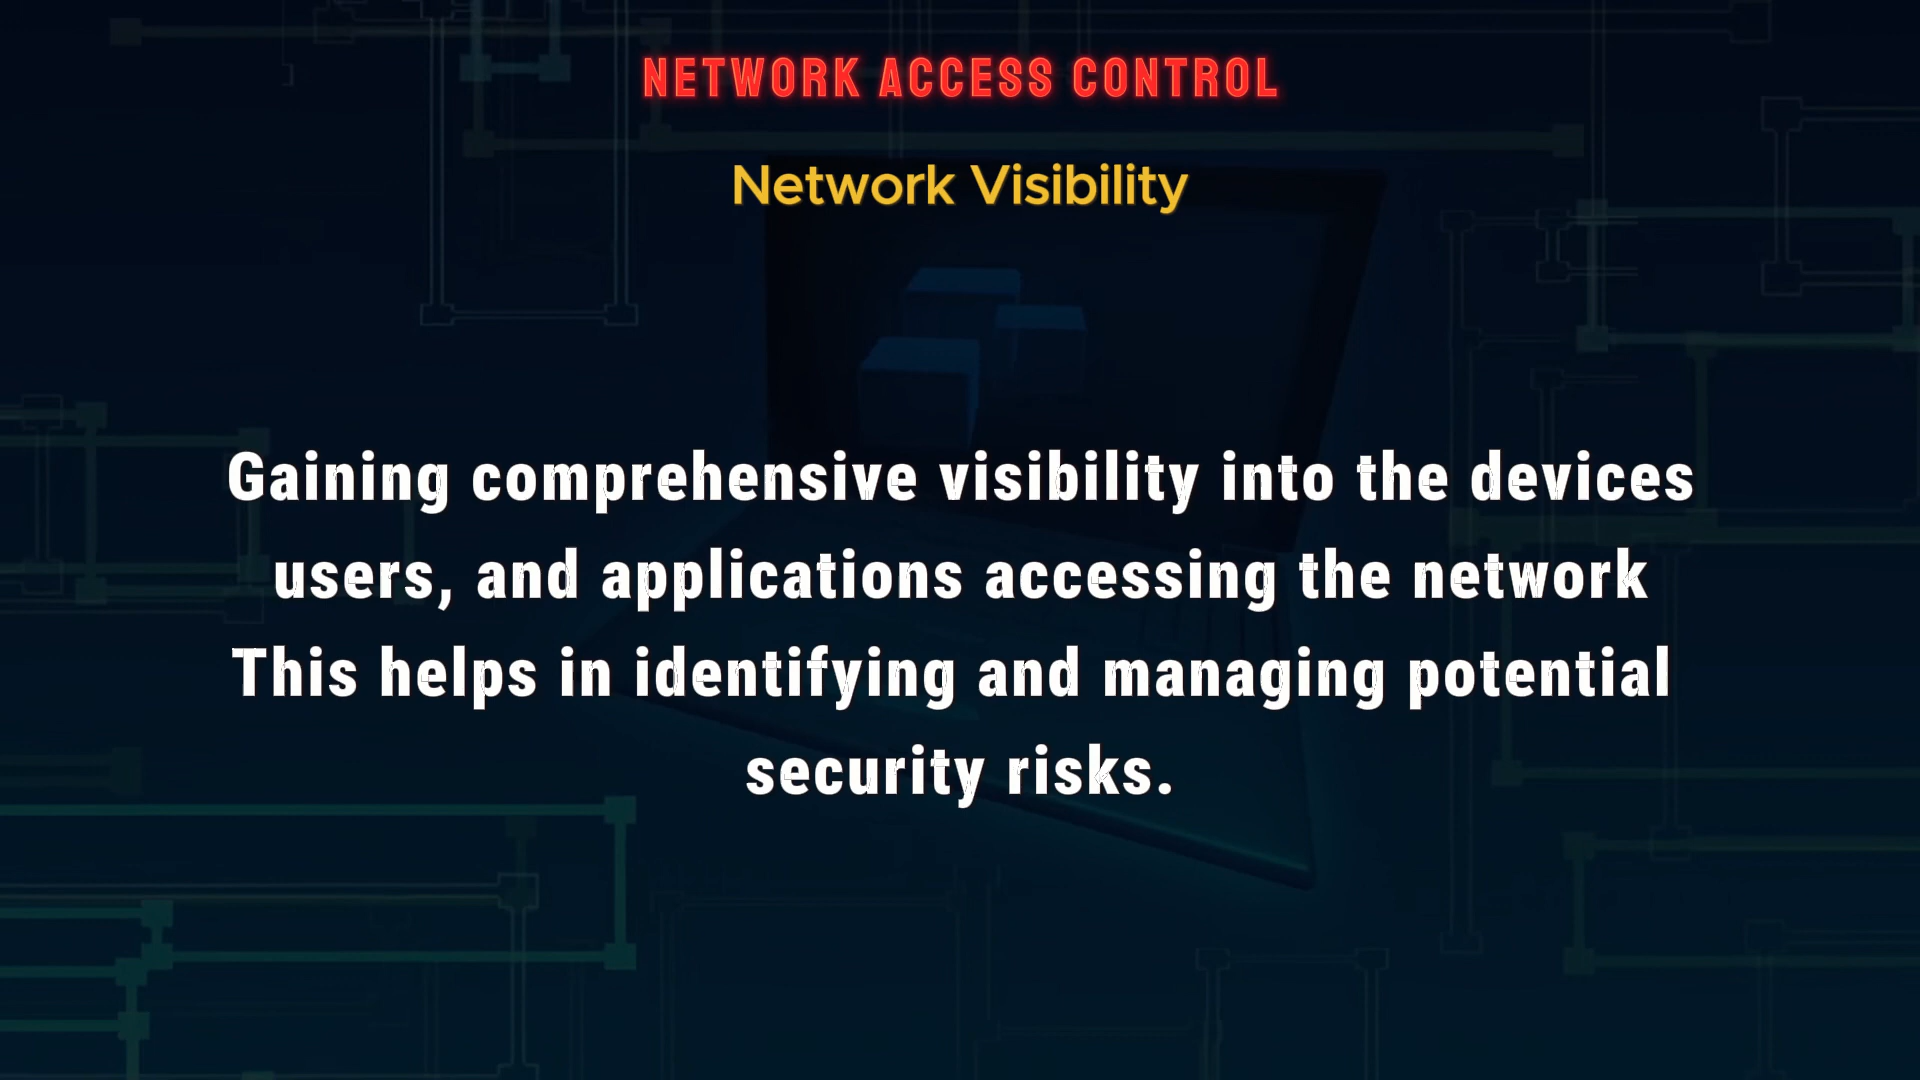 NETWORK ACCESS CONTROL
Network Visibility
Gaining comprehensive visibility into the devices
users, and applications accessing the network
This helps in identifying and managing potential
security risks.